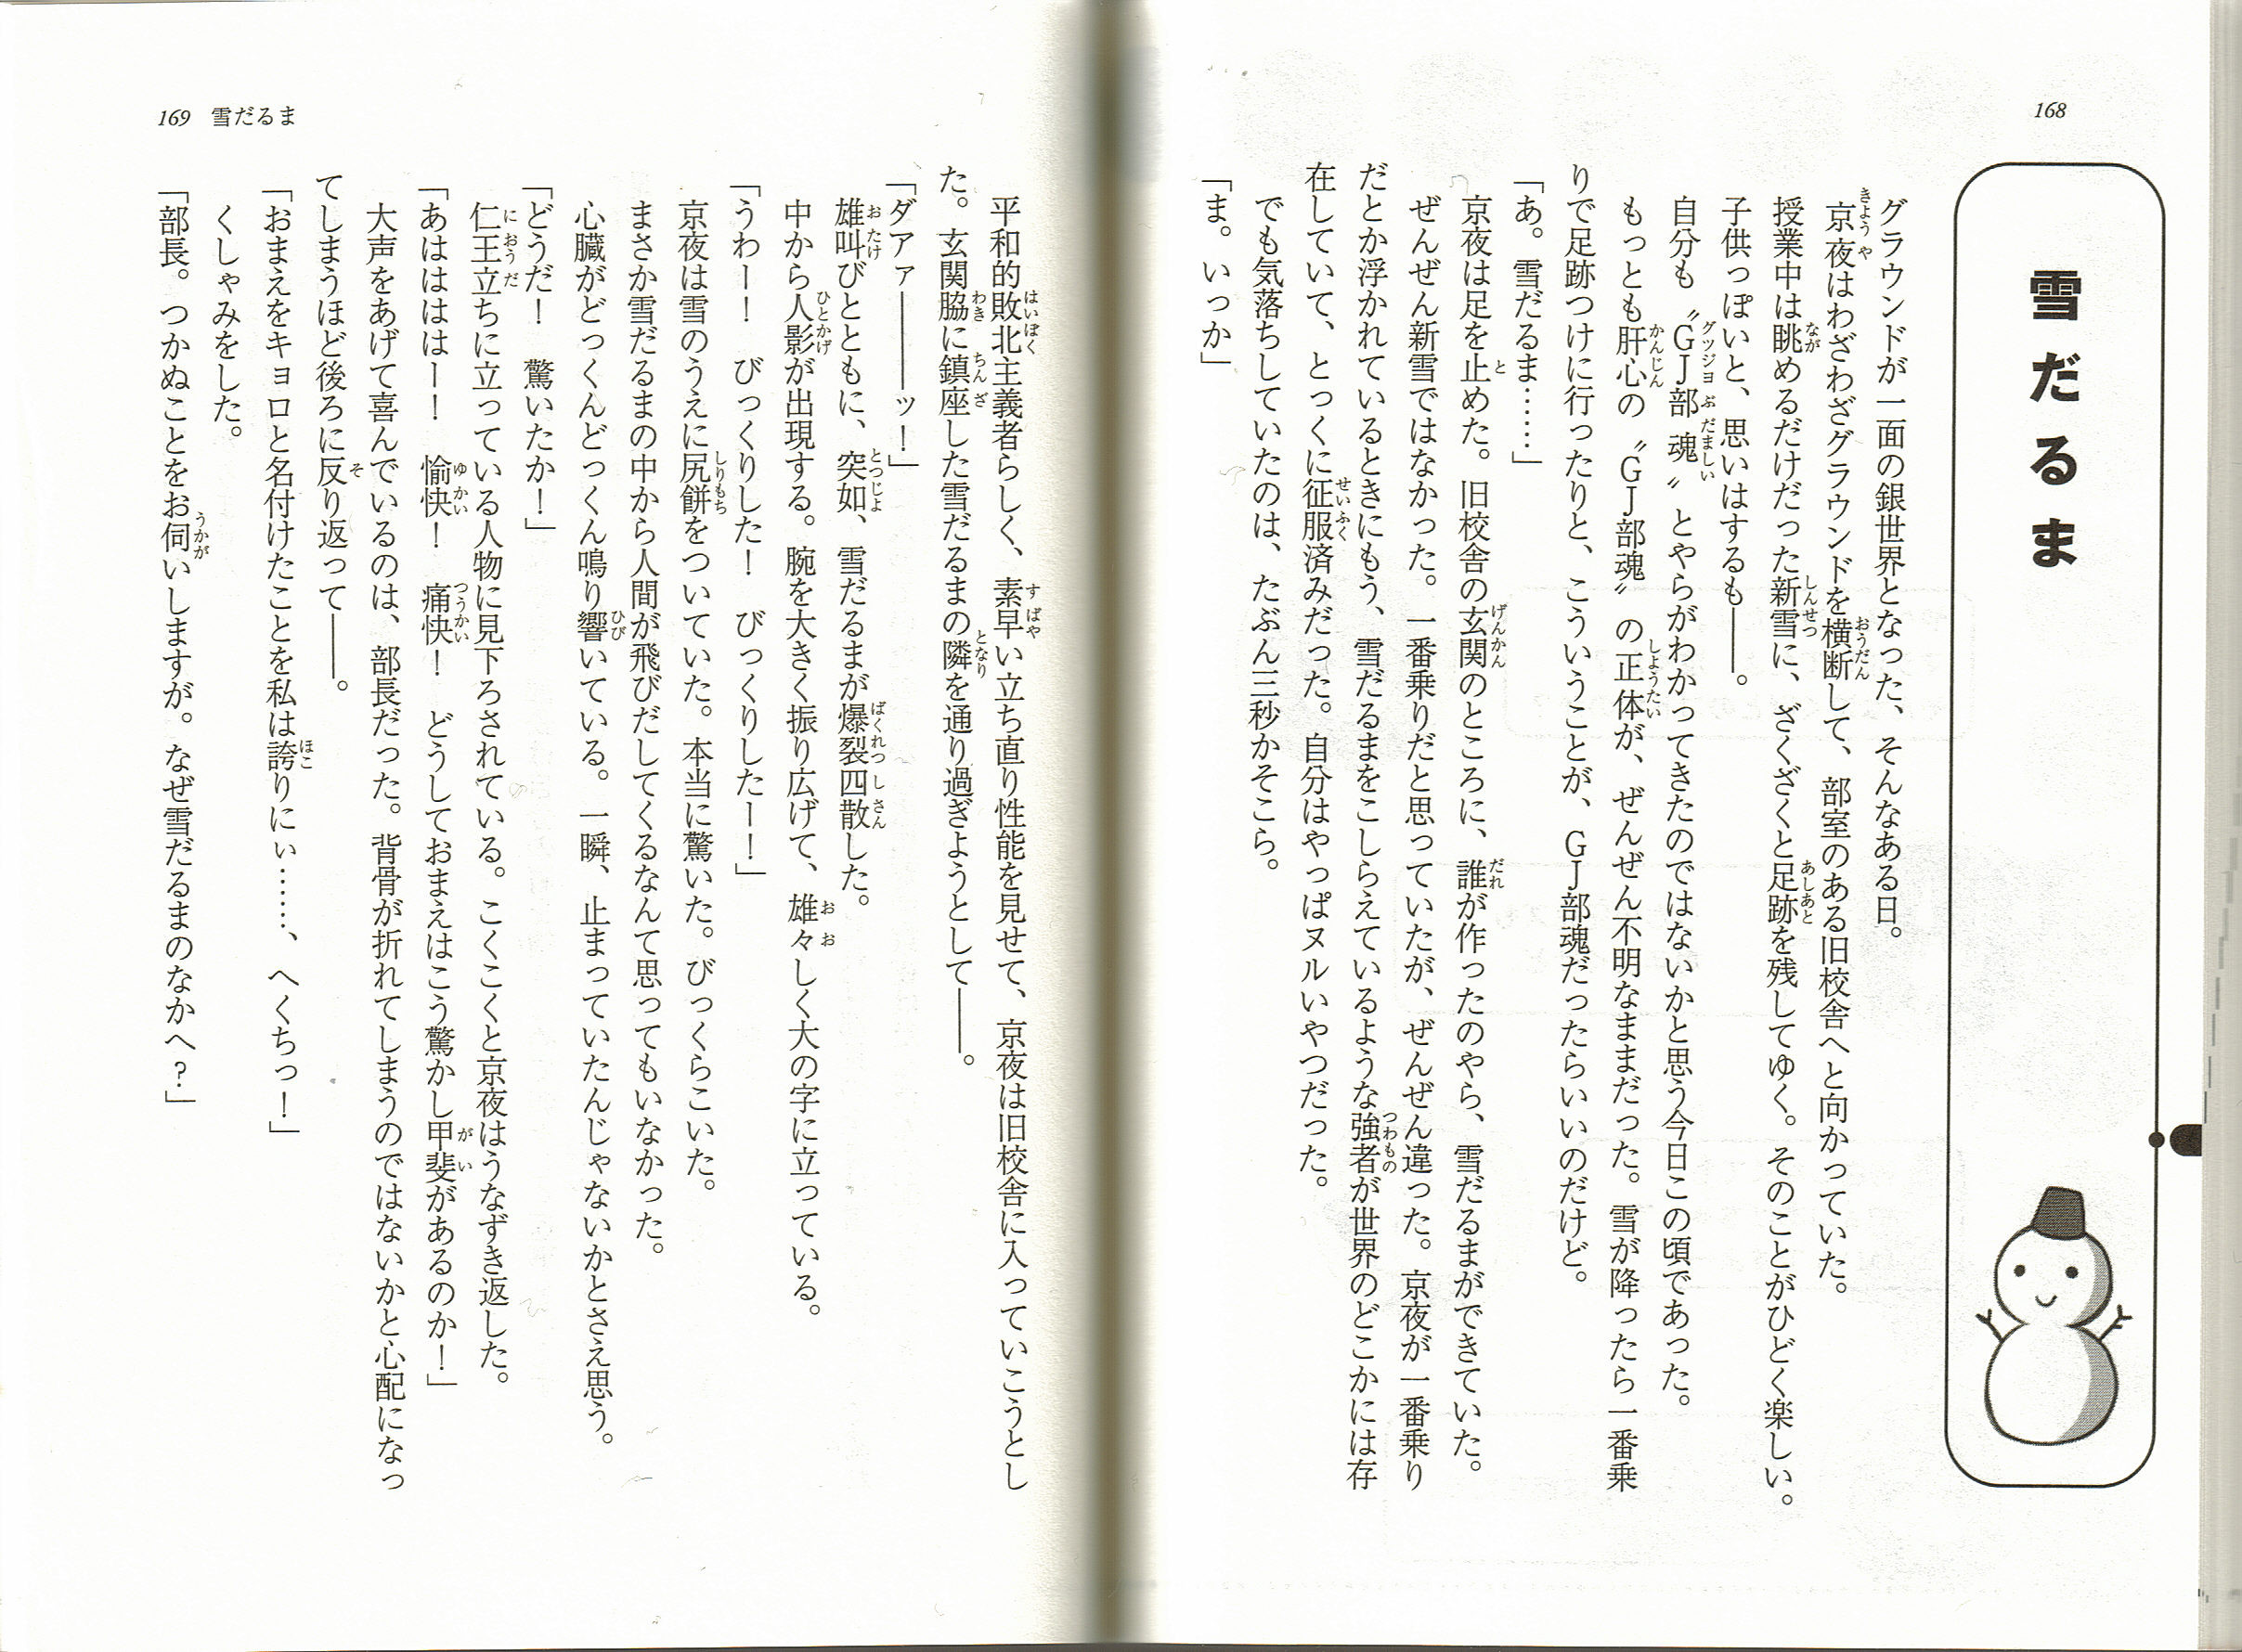 168
雪だるま
グラウンドが一面の銀世界となった、そんなある日。
京夜はわざわざグラウンドを横断して、部室のある旧校舎へと向かっていた。
授業中は眺めるだけだった新雪に、ざくざくと足跡を残してゆく。そのことがひどく楽しい。
子供っぽいと、思いはするも――。
自分も〝GJ部魂〟とやらがわかってきたのではないかと思う今日この頃であった。
もっとも肝心の〝GJ部魂〟の正体が、ぜんぜん不明なままだった。雪が降ったら一番乗
りで足跡つけに行ったりと、こういうことが、GJ部魂だったらいいのだけど。
「あ。雪だるま……」
京夜は足を止めた。旧校舎の玄関のところに、誰が作ったのやら、雪だるまができていた。
ぜんぜん新雪ではなかった。一番乗りだと思っていたが、ぜんぜん違った。京夜が一番乗り
だとか浮かれているときにもう、雪だるまをこしらえているような強者が世界のどこかには存
在していて、とっくに征服済みだった。自分はやっぱヌルいやつだった。
でも気落ちしていたのは、たぶん三秒かそこら。
「ま。いっか」
平和的敗北主義者らしく、素早い立ち直り性能を見せて、京夜は旧校舎に入っていこうとし
た。玄関脇に鎮座した雪だるまの隣を通り過ぎようとして――。
「ダァァ――――ッ！」
雄叫びとともに、突如、雪だるまが爆裂四散した。
中から人影が出現する。腕を大きく振り広げて、雄々しく大の字に立っている。
「うわー！　びっくりした！　びっくりしたーー！」
京夜は雪のうえに尻餅をついていた。本当に驚いた。びっくらこいた。
まさか雪だるまの中から人間が飛びだしてくるなんて思ってもいなかった。
心臓がどっくんどっくん鳴り響いている。一瞬、止まっていたんじゃないかとさえ思う。
「どうだ！　驚いたか！」
仁王立ちに立っている人物に見下ろされている。こくこくと京夜はうなずき返した。
「あはははは――！　愉快！　痛快！　どうしておまえはこう驚かし甲斐があるのか！」
大声をあげて喜んでいるのは、部長だった。背骨が折れてしまうのではないかと心配になっ
てしまうほど後ろに反り返って――。
「おまえをキョロと名付けたことを私は誇りにぃ……、へくちっ！」
くしゃみをした。
「部長。つかぬことをお伺いしますが。なぜ雪だるまのなかへ？」
169 雪だるま